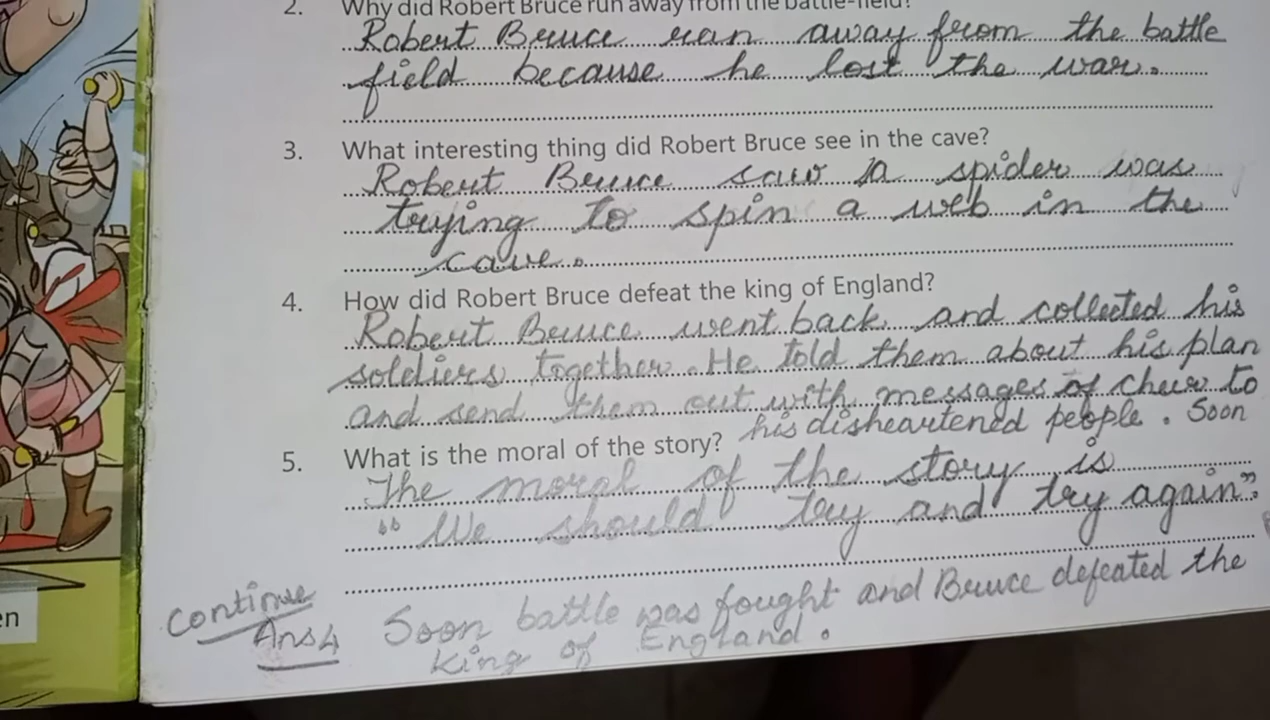 2. Why did Robert Bruce run away from the battle-field?
Robert Bruce ran away from the battle
field because he lost the war.
3. What interesting thing did Robert Bruce see in the cave?
Robert Bruce saw a spider was
trying to spin a web in the
cave.
4. How did Robert Bruce defeat the king of England?
Robert Bruce went back and collected his
soldiers together. He told them about his plan
and send them out with messages of cheer to
his disheartened people. Soon
5. What is the moral of the story?
The moral of the story is
"We should try and try again".
Continue
Ans 4
Soon battle was fought and Bruce defeated the
king of England.
en